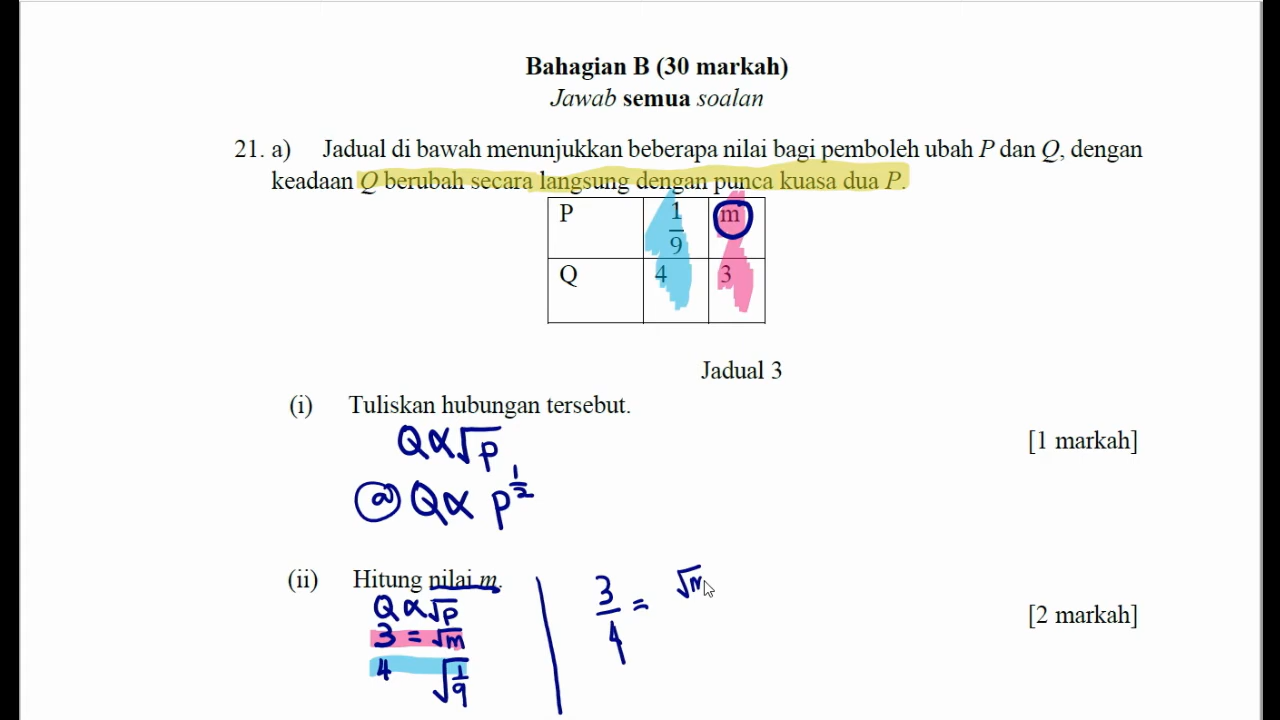 Bahagian B (30 markah)
Jawab semua soalan
21. a) Jadual di bawah menunjukkan beberapa nilai bagi pemboleh ubah P dan Q, dengan
keadaan Q berubah secara langsung dengan punca kuasa dua P.
P 1/9 m
Q 4 3
Jadual 3
(i) Tuliskan hubungan tersebut.
Q ∝ √P
[1 markah]
@ Q ∝ P^1/2
(ii) Hitung nilai m.
Q ∝ √P
3 = √m
4 √1/9
3/4 = √m
[2 markah]